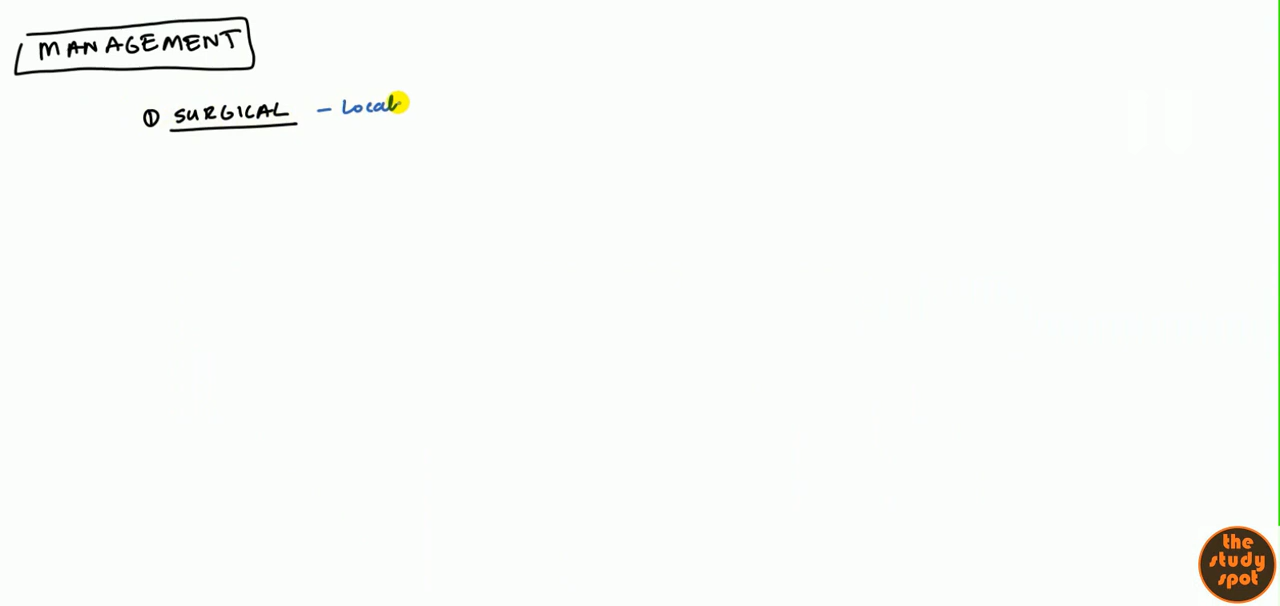 MANAGEMENT
① SURGICAL - Local
the
study
spot